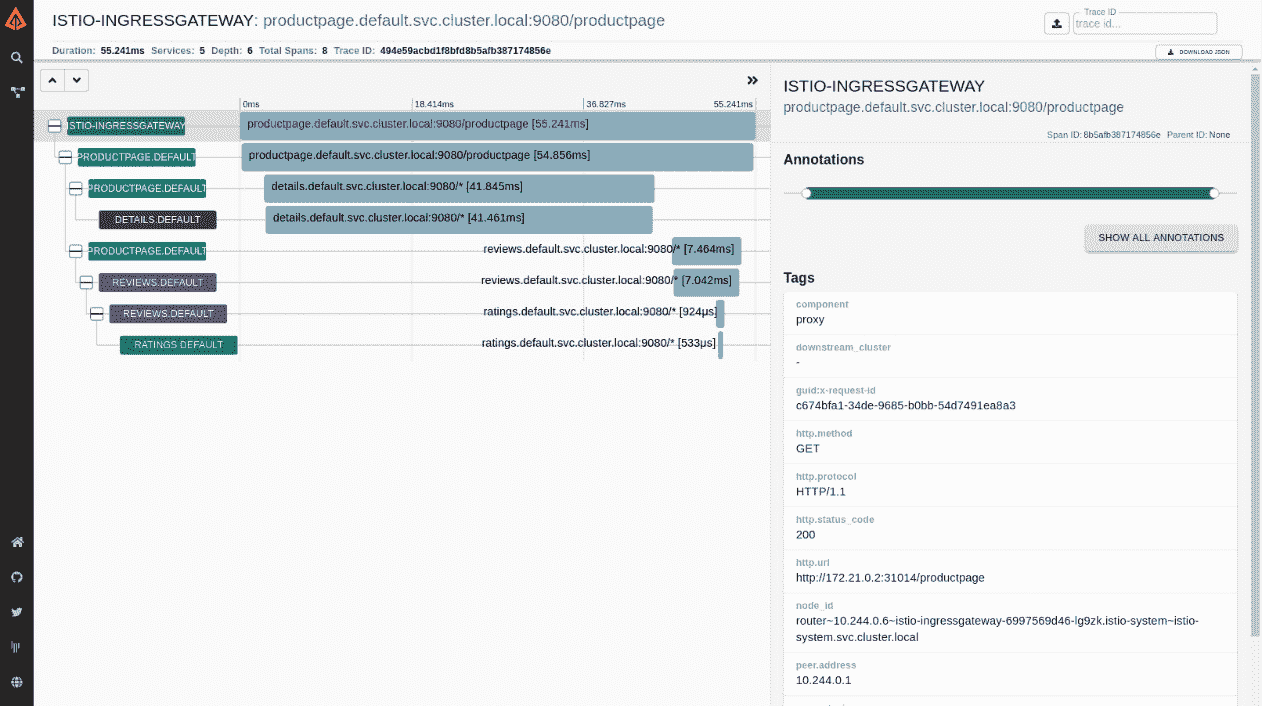 ISTIO-INGRESSGATEWAY: productpage.default.svc.cluster.local:9080/productpage
Trace ID
trace id...
Duration: 55.241ms Services: 5 Depth: 6 Total Spans: 8 Trace ID: 494e59acbd1f8bfd8b5afb387174856e
DOWNLOAD JSON
0ms 18.414ms 36.827ms 55.241ms
ISTIO-INGRESSGATEWAY productpage.default.svc.cluster.local:9080/productpage [55.241ms]
PRODUCTPAGE.DEFAULT productpage.default.svc.cluster.local:9080/productpage [54.856ms]
PRODUCTPAGE.DEFAULT details.default.svc.cluster.local:9080/* [41.845ms]
DETAILS.DEFAULT details.default.svc.cluster.local:9080/* [41.461ms]
PRODUCTPAGE.DEFAULT reviews.default.svc.cluster.local:9080/* [7.464ms]
REVIEWS.DEFAULT reviews.default.svc.cluster.local:9080/* [7.042ms]
REVIEWS.DEFAULT ratings.default.svc.cluster.local:9080/* [924μs]
RATINGS.DEFAULT ratings.default.svc.cluster.local:9080/* [533μs]
ISTIO-INGRESSGATEWAY
productpage.default.svc.cluster.local:9080/productpage
Span ID: 8b5afb387174856e Parent ID: None
Annotations
SHOW ALL ANNOTATIONS
Tags
component
proxy
downstream_cluster
-
guid:x-request-id
c674bfa1-34de-9685-b0bb-54d7491ea8a3
http.method
GET
http.protocol
HTTP/1.1
http.status_code
200
http.url
http://172.21.0.2:31014/productpage
node_id
router~10.244.0.6~istio-ingressgateway-6997569d46-lg9zk.istio-system~istio-
system.svc.cluster.local
peer.address
10.244.0.1